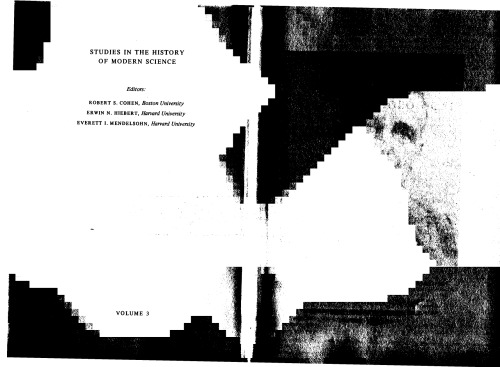 STUDIES IN THE HISTORY
OF MODERN SCIENCE
Editors:
ROBERT S. COHEN, Boston University
ERWIN N. HIEBERT, Harvard University
EVERETT I. MENDELSOHN, Harvard University
VOLUME 3